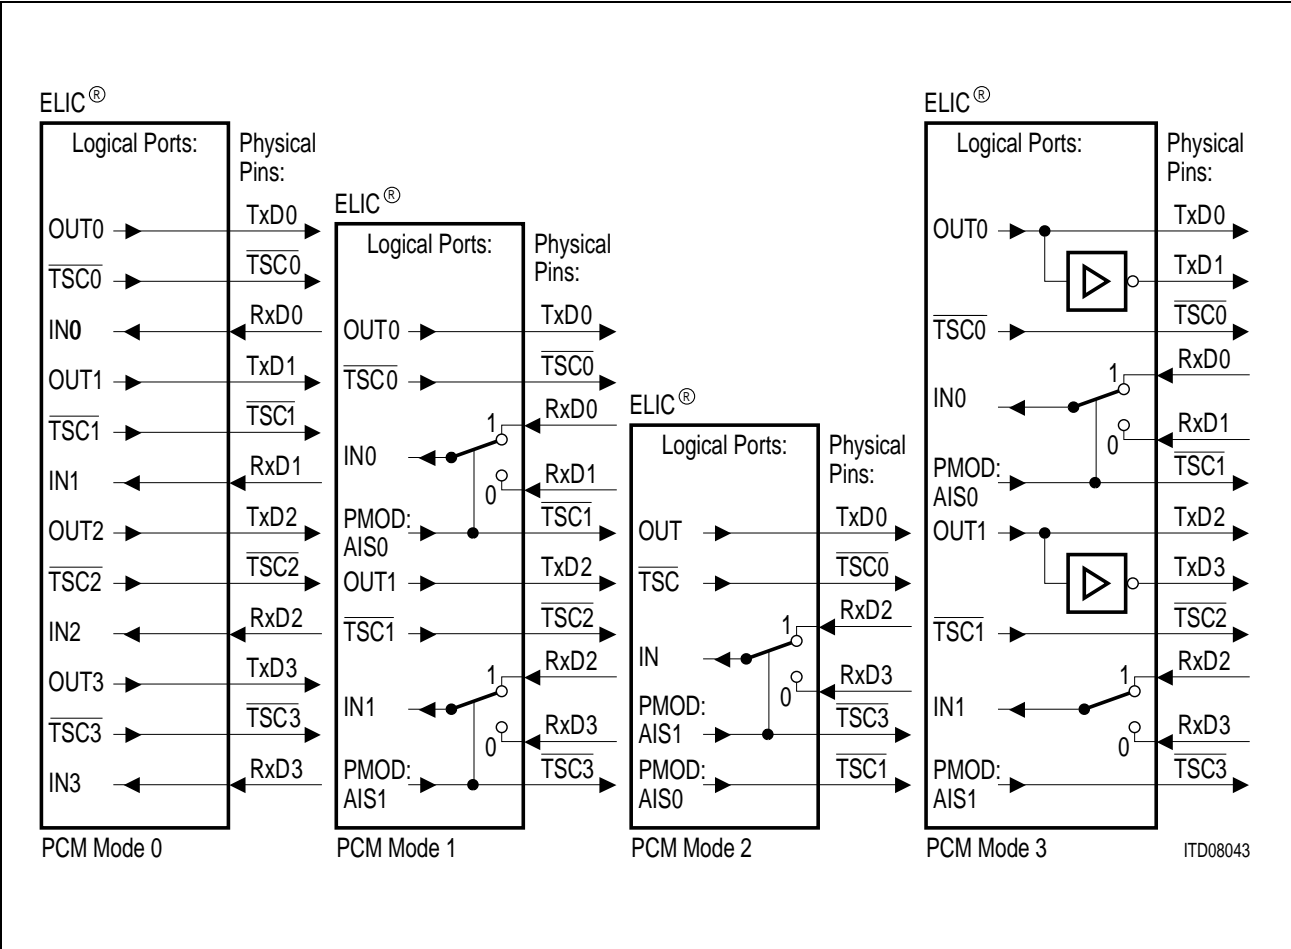 ELIC®
Logical Ports:
Physical
Pins:
OUT0
TxD0
TSC0
TSC0
IN0
RxD0
OUT1
TxD1
TSC1
TSC1
IN1
RxD1
OUT2
TxD2
TSC2
TSC2
IN2
RxD2
OUT3
TxD3
TSC3
TSC3
IN3
RxD3
PCM Mode 0
ELIC®
Logical Ports:
Physical
Pins:
OUT0
TxD0
TSC0
TSC0
RxD0
1
IN0
RxD1
0
PMOD:
AIS0
TSC1
OUT1
TxD2
TSC1
TSC2
RxD2
1
IN1
RxD3
0
PMOD:
AIS1
TSC3
PCM Mode 1
ELIC®
Logical Ports:
Physical
Pins:
OUT
TxD0
TSC
TSC0
RxD2
1
IN
RxD3
0
PMOD:
AIS1
TSC3
PMOD:
AIS0
TSC1
PCM Mode 2
ELIC®
Logical Ports:
Physical
Pins:
OUT0
TxD0
TxD1
TSC0
TSC0
RxD0
1
IN0
RxD1
0
PMOD:
AIS0
TSC1
OUT1
TxD2
TxD3
TSC1
TSC2
RxD2
1
IN1
RxD3
0
PMOD:
AIS1
TSC3
PCM Mode 3
ITD08043